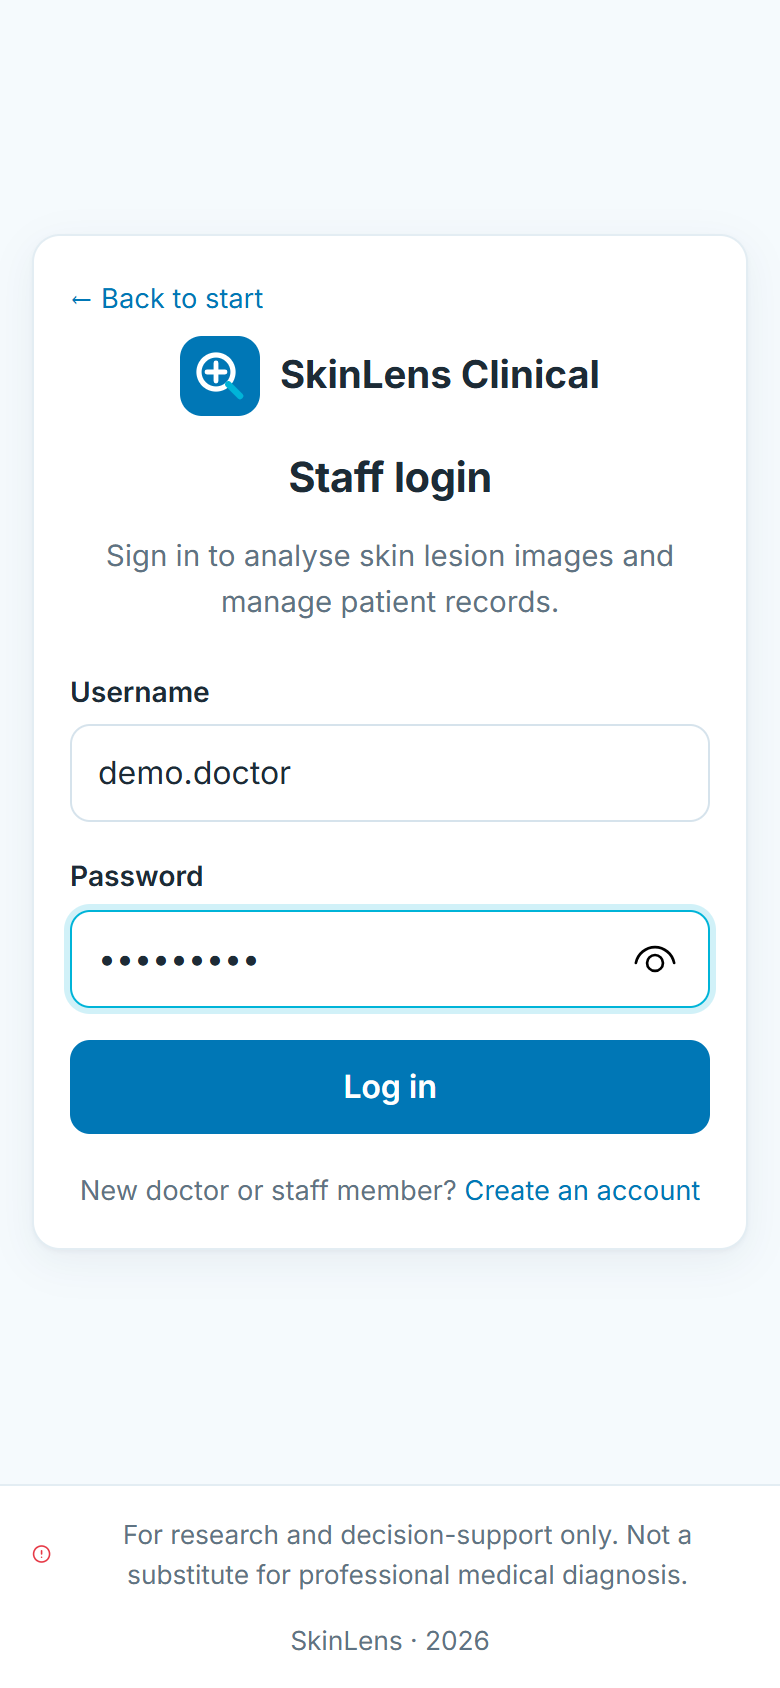 ← Back to start
SkinLens Clinical
Staff login
Sign in to analyse skin lesion images and
manage patient records.
Username
demo.doctor
Password
•••••••••
Log in
New doctor or staff member? Create an account
For research and decision-support only. Not a
substitute for professional medical diagnosis.
SkinLens · 2026